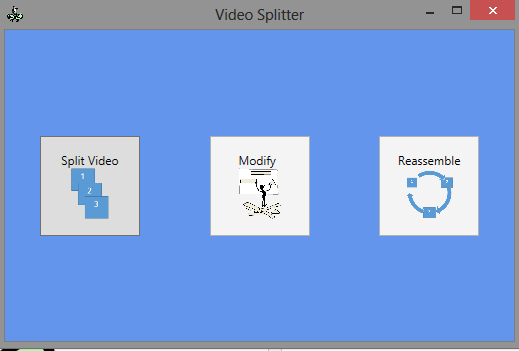 Video Splitter
Split Video
Modify
Reassemble
1
2
3